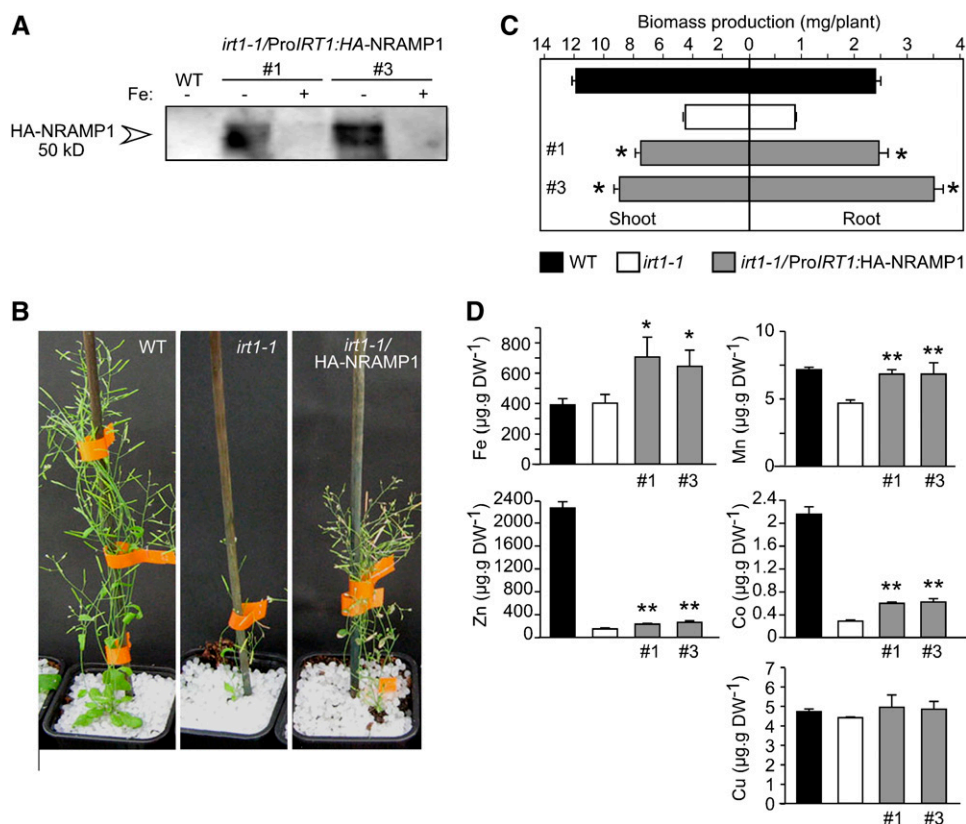 A
irt1-1/ProIRT1:HA-NRAMP1
WT #1 #3
Fe: - - + - +
HA-NRAMP1
50 kD
B
WT
irt1-1
irt1-1/
HA-NRAMP1
C
Biomass production (mg/plant)
14 12 10 8 6 4 2 0 1 2 3 4
#1 * *
#3 * *
Shoot Root
WT irt1-1 irt1-1/ProIRT1:HA-NRAMP1
D
Fe (µg.g DW-1)
800
600
400
200
0
* *
#1 #3
Mn (µg.g DW-1)
10
5
0
** **
#1 #3
Zn (µg.g DW-1)
2400
2000
1600
1200
800
400
0
** **
#1 #3
Co (µg.g DW-1)
2.4
1.6
0.8
0
** **
#1 #3
Cu (µg.g DW-1)
6
5
4
3
2
1
0
#1 #3